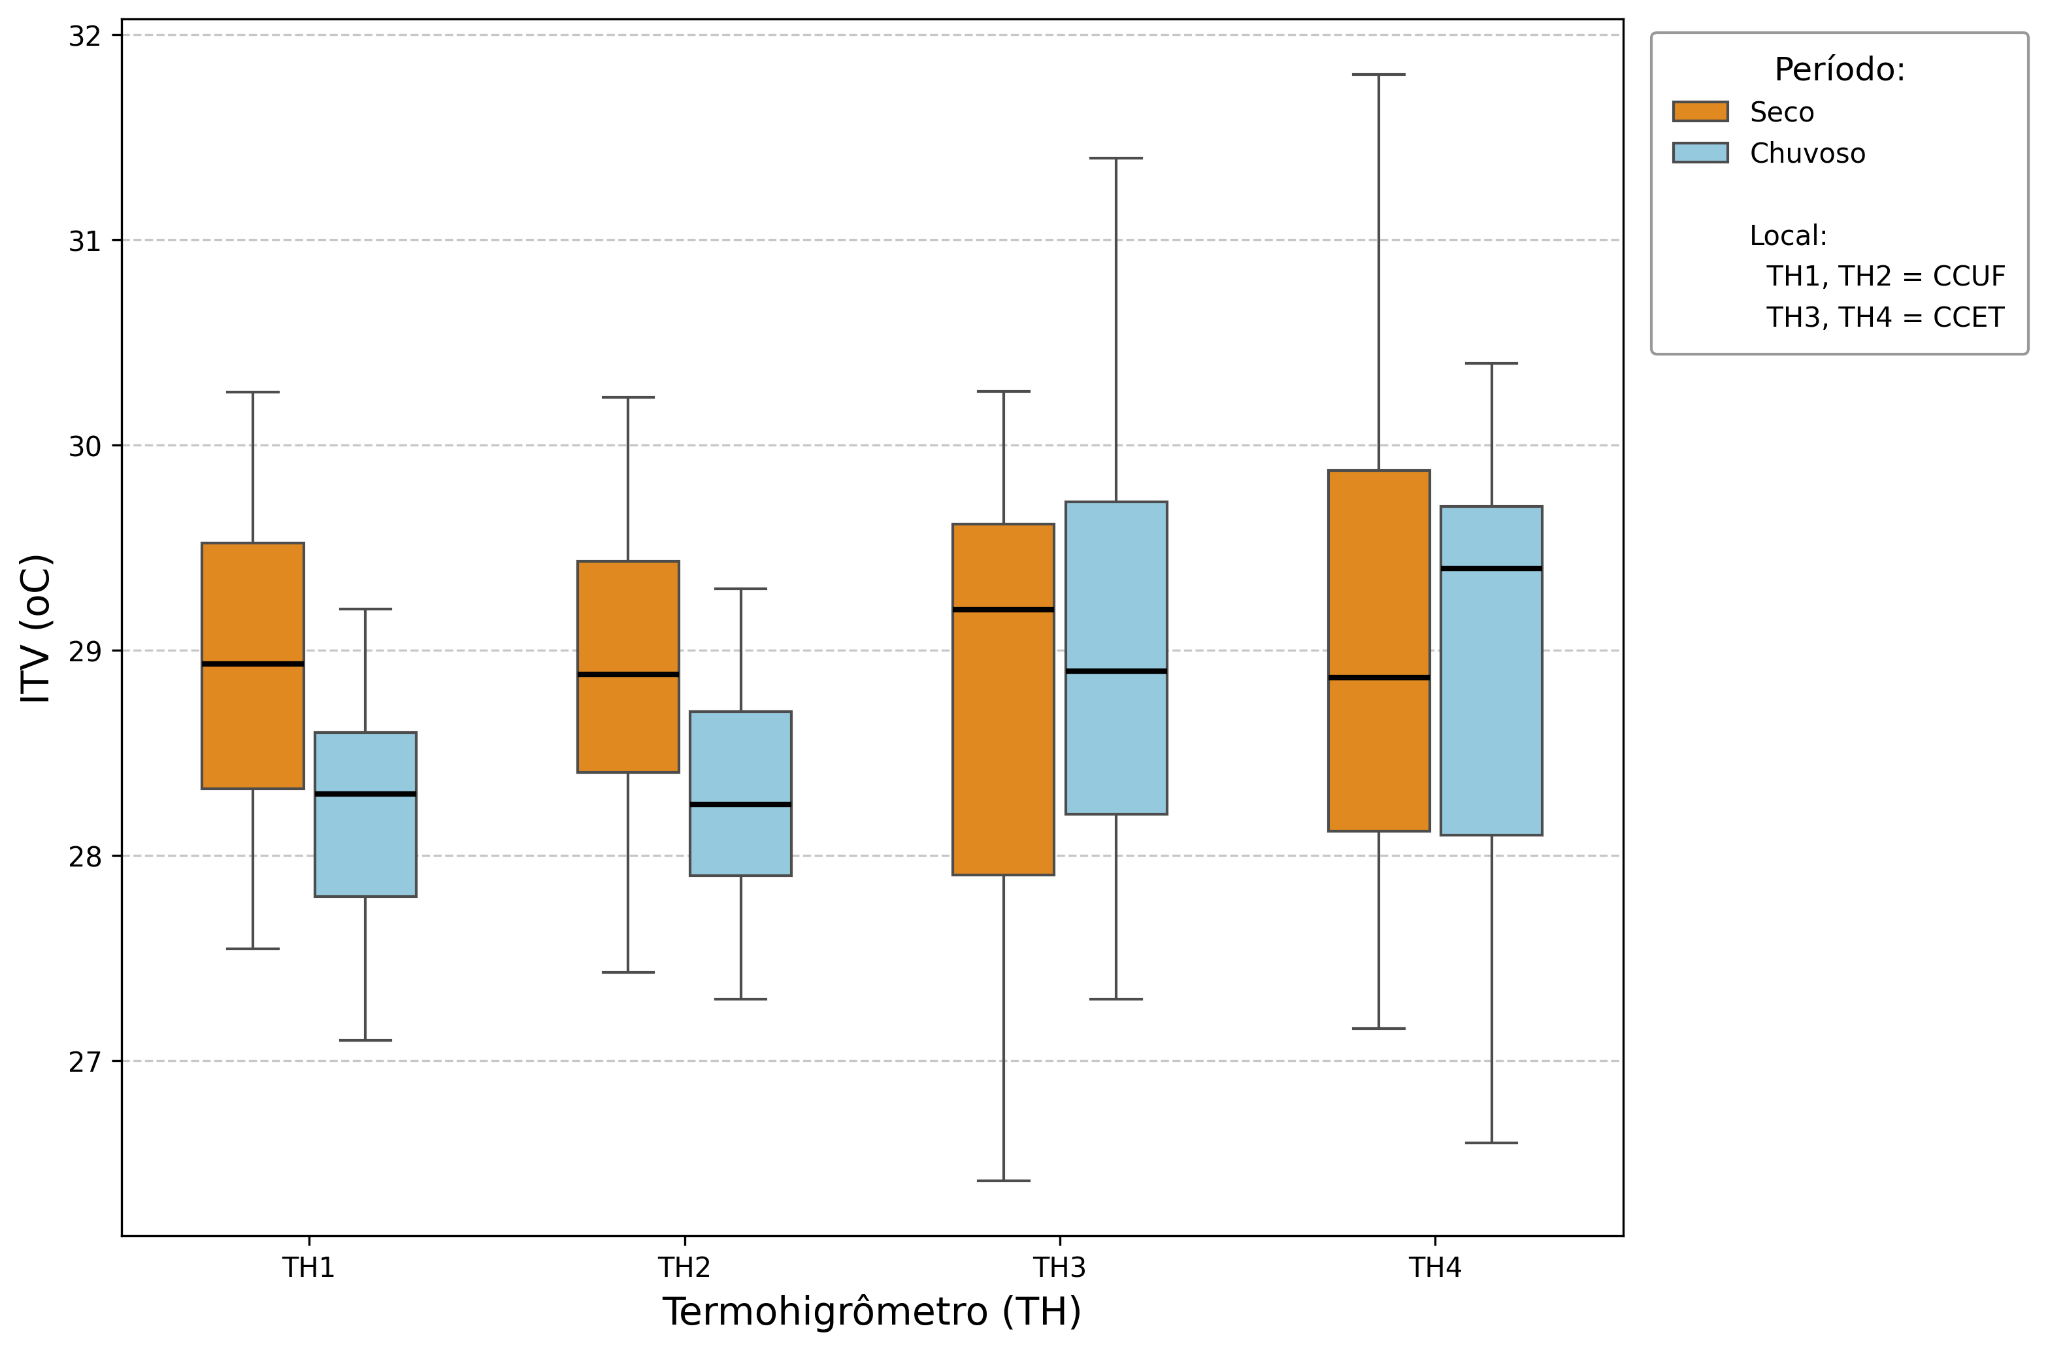 32
31
30
29
28
27
ITV (oC)
TH1
TH2
TH3
TH4
Termohigrômetro (TH)
Período:
Seco
Chuvoso
Local:
TH1, TH2 = CCUF
TH3, TH4 = CCET